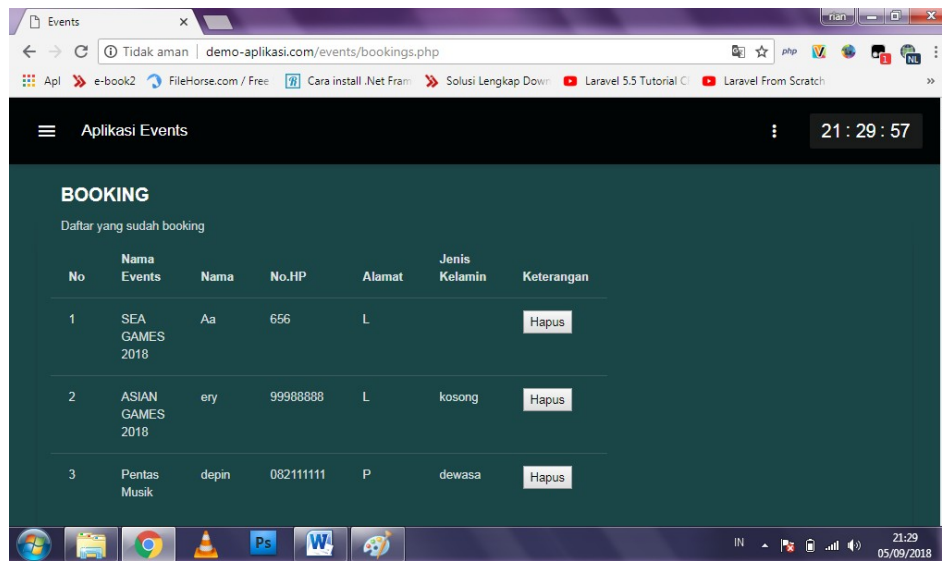 Events
rian
Tidak aman | demo-aplikasi.com/events/bookings.php
php
1
NL
Apl e-book2 FileHorse.com / Free Cara install .Net Fram Solusi Lengkap Down Laravel 5.5 Tutorial Laravel From Scratch
Aplikasi Events
21 : 29 : 57
BOOKING
Daftar yang sudah booking
No Nama Events Nama No.HP Alamat Jenis Kelamin Keterangan
1 SEA GAMES 2018 Aa 656 L Hapus
2 ASIAN GAMES 2018 ery 99988888 L kosong Hapus
3 Pentas Musik depin 082111111 P dewasa Hapus
Ps W IN 21:29
05/09/2018